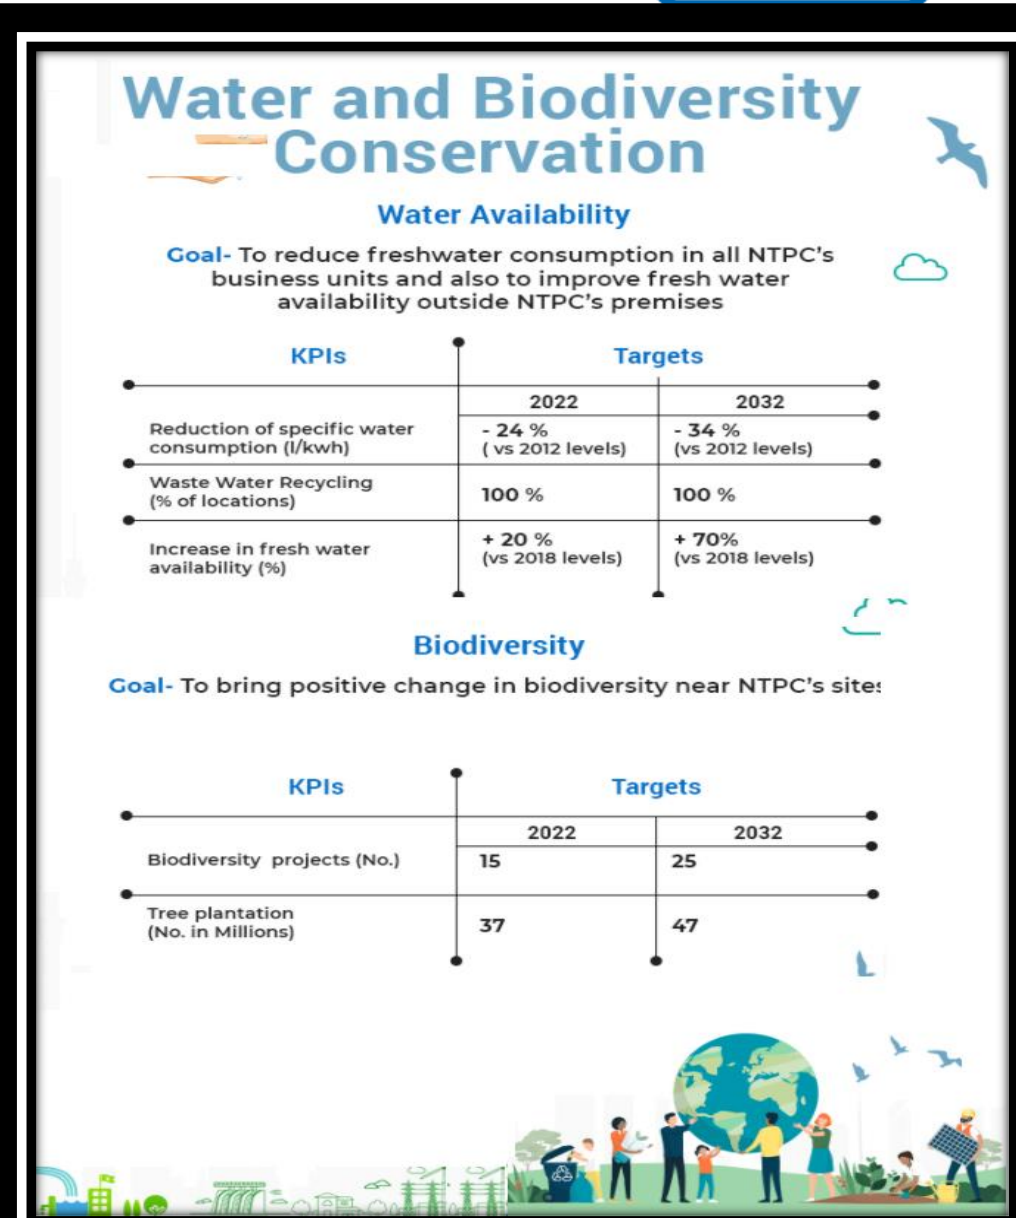 Water and Biodiversity
Conservation
Water Availability
Goal- To reduce freshwater consumption in all NTPC's
business units and also to improve fresh water
availability outside NTPC's premises
KPIs Targets
2022 2032
Reduction of specific water
consumption (l/kwh)
- 24 %
( vs 2012 levels)
- 34 %
(vs 2012 levels)
Waste Water Recycling
(% of locations)
100 % 100 %
Increase in fresh water
availability (%)
+ 20 %
(vs 2018 levels)
+ 70%
(vs 2018 levels)
Biodiversity
Goal- To bring positive change in biodiversity near NTPC's sites
KPIs Targets
2022 2032
Biodiversity projects (No.) 15 25
Tree plantation
(No. in Millions)
37 47